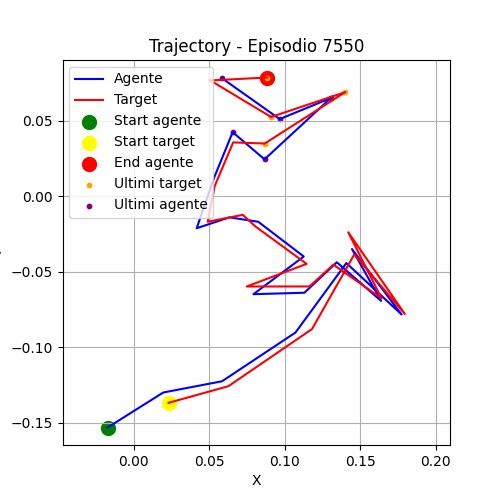 Trajectory - Episodio 7550
Agente
Target
Start agente
Start target
End agente
Ultimi target
Ultimi agente
0.05
0.00
−0.05
−0.10
−0.15
0.00
0.05
0.10
0.15
0.20
X